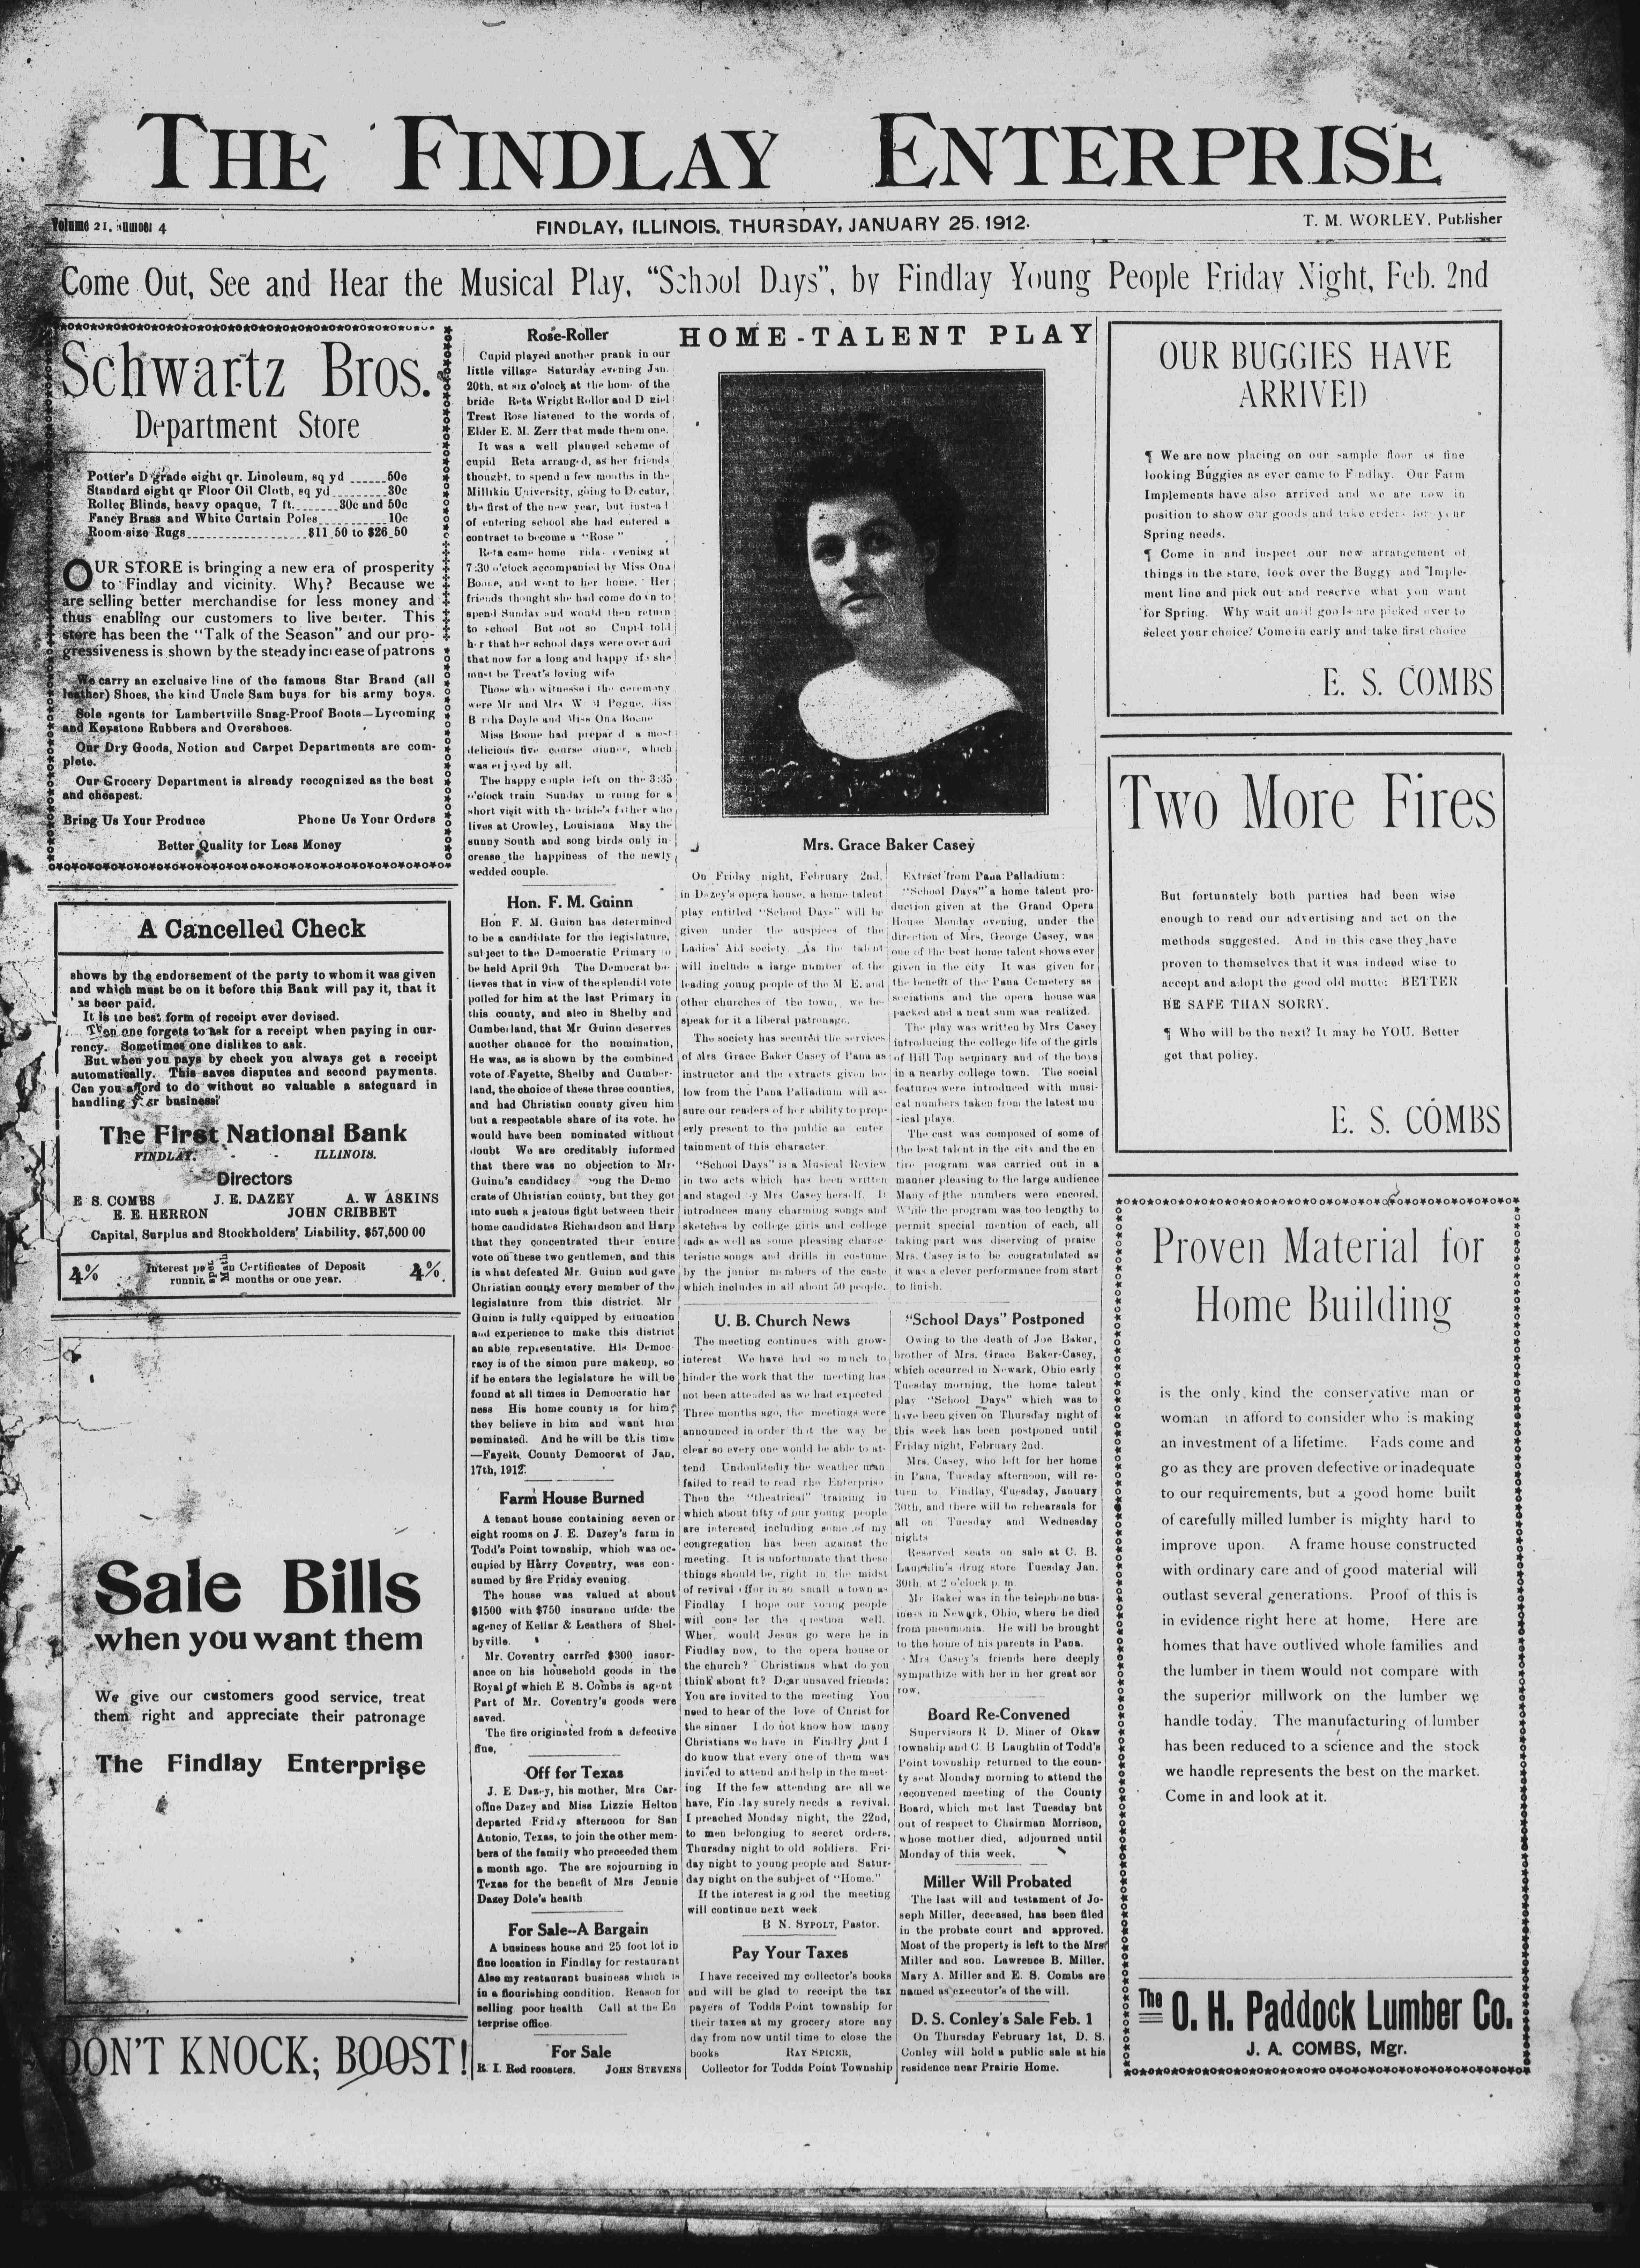 THE FINDLAY ENTERPRISE
Volume 21, 4
FINDLAY, ILLINOIS, THURSDAY, JANUARY 25, 1912.
T. M. WORLEY, Publisher
Come Out, See and Hear the Musical Play, "School Days", by Findlay Young People Friday Night, Feb. 2nd
Schwartz Bros.
Department Store
Potter's D grade eight qr. Linoleum, sq yd ......50c
Standard eight qr Floor Oil Cloth, sq yd........30c
Roller Blinds, heavy opaque, 7 ft.......30c and 50c
Fancy Brass and White Curtain Poles..........10c
Room-size Rugs................$11.50 to $26.50
OUR STORE is bringing a new era of prosperity
to Findlay and vicinity. Why? Because we
are selling better merchandise for less money and
thus enabling our customers to live better. This
store has been the "Talk of the Season" and our pro-
gressiveness is shown by the steady increase of patrons
We carry an exclusive line of the famous Star Brand (all
leather) Shoes, the kind Uncle Sam buys for his army boys.
Sole agents for Lambertville Snag-Proof Boots—Lycoming
and Keystone Rubbers and Overshoes.
Our Dry Goods, Notion and Carpet Departments are com-
plete.
Our Grocery Department is already recognized as the best
and cheapest.
Bring Us Your Produce Phone Us Your Orders
Better Quality for Less Money
A Cancelled Check
shows by the endorsement of the party to whom it was given
and which must be on it before this Bank will pay it, that it
has been paid.
It is the best form of receipt ever devised.
Then one forgets to ask for a receipt when paying in cur-
rency. Sometimes one dislikes to ask.
But when you pays by check you always get a receipt
automatically. This saves disputes and second payments.
Can you afford to do without so valuable a safeguard in
handling your business?
The First National Bank
FINDLAY, - - ILLINOIS.
Directors
E. S. COMBS J. E. DAZEY A. W ASKINS
E. E. HERRON JOHN CRIBBET
Capital, Surplus and Stockholders' Liability, $57,500 00
4% Interest on Certificates of Deposit 4%
months or one year.
Sale Bills
when you want them
We give our customers good service, treat
them right and appreciate their patronage
The Findlay Enterprise
DON'T KNOCK; BOOST!
Rose-Roller
Cupid played another prank in our
little village Saturday evening Jan.
20th, at six o'clock at the home of the
bride Reta Wright Rollor and D niel
Treat Rose listened to the words of
Elder E. M. Zerr that made them one.
It was a well planned scheme of
cupid Reta arranged, as her friends
thought, to spend a few months in the
Millikin University, going to Decatur,
the first of the new year, but instead
of entering school she had entered a
contract to become a "Rose"
Reta came home rida evening at
7:30 o'clock accompanied by Miss Ona
Boone, and went to her home. Her
friends thought she had come down to
spend Sunday and would then return
to school But not so Cupid told
her that her school days were over and
that now for a long and happy life she
must be Treat's loving wife
Those who witnessed the ceremony
were Mr and Mrs W M Pogue, Miss
B rtha Doyle and Miss Ona Boone
Miss Boone had prepar d a most
delicious five course dinner, which
was enjoyed by all.
The happy couple left on the 3:35
o'clock train Sunday m rning for a
short visit with the bride's father who
lives at Crowley, Louisiana May the
sunny South and song birds only in-
crease the happiness of the newly
wedded couple.
Hon. F. M. Guinn
Hon F. M. Guinn has determined
to be a candidate for the legislature,
subject to the Democratic Primary to
be held April 9th The Democrat be-
lieves that in view of the splendid vote
polled for him at the last Primary in
this county, and also in Shelby and
Cumberland, that Mr Guinn deserves
another chance for the nomination,
He was, as is shown by the combined
vote of Fayette, Shelby and Cumber-
land, the choice of these three counties,
and had Christian county given him
but a respectable share of its vote, he
would have been nominated without
doubt We are creditably informed
that there was no objection to Mr.
Guinn's candidacy ong the Demo
crats of Christian county, but they got
into such a jealous fight between their
home candidates Richardson and Harp
that they concentrated their entire
vote on these two gentlemen, and this
is what defeated Mr. Guinn and gave
Christian county every member of the
legislature from this district. Mr
Guinn is fully equipped by education
and experience to make this district
an able representative. His Democ-
racy is of the simon pure makeup, so
if he enters the legislature he will be
found at all times in Democratic har
ness His home county is for him;
they believe in him and want him
nominated. And he will be this time
—Fayette County Democrat of Jan.
17th, 1912.
Farm House Burned
A tenant house containing seven or
eight rooms on J. E. Dazey's farm in
Todd's Point township, which was oc-
cupied by Harry Coventry, was con-
sumed by fire Friday evening.
The house was valued at about
$1500 with $750 insuranc under the
agency of Kellar & Leathers of Shel-
byville.
Mr. Coventry carried $300 insur-
ance on his household goods in the
Royal of which E S. Combs is agent
Part of Mr. Coventry's goods were
saved.
The fire originated from a defective
flue,
Off for Texas
J. E Dazey, his mother, Mrs Car-
oline Dazey and Miss Lizzie Helton
departed Friday afternoon for San
Antonio, Texas, to join the other mem-
bers of the family who preceeded them
a month ago. The are sojourning in
Texas for the benefit of Mrs Jennie
Dazey Dole's health
For Sale--A Bargain
A business house and 25 foot lot in
fine location in Findlay for restaurant
Also my restaurant business which is
in a flourishing condition. Reason for
selling poor health Call at the En
terprise office.
For Sale
R. I. Red roosters. JOHN STEVENS
HOME-TALENT PLAY
Mrs. Grace Baker Casey
On Friday night, February 2nd,
in Dazey's opera house, a home talent
play entitled "School Days" will be
given under the auspices of the
Ladies' Aid society. As the talent
will include a large number of the
leading young people of the M E. and
other churches of the town, we be-
speak for it a liberal patronage.
The society has secured the services
of Mrs Grace Baker Casey of Pana as
instructor and the extracts given be-
low from the Pana Palladium will as-
sure our readers of her ability to prop-
erly present to the public an enter
tainment of this character.
"School Days" is a Musical Review
in two acts which has been written
and staged by Mrs Casey herself. It
introduces many charming songs and
sketches by college girls and college
lads as well as some pleasing charac-
teristic songs and drills in costume
by the junior members of the caste
which includes in all about 50 people.
U. B. Church News
The meeting continues with grow-
interest We have had so much to
hinder the work that the meeting has
not been attended as we had expected
Three months ago, the meetings were
announced in order that the way be
clear so every one would be able to at-
tend Undoubtedly the weather man
failed to read to read the Enterprise
Then the "theatrical" training in
which about fifty of our young people
are interesed including some of my
congregation has been against the
meeting. It is unfortunate that these
things should be, right in the midst
of revival effor in so small a town as
Findlay I hope our young people
will consider the question well.
Wher, would Jesus go were he in
Findlay now, to the opera house or
the church? Christians what do you
think about it? Dear unsaved friends:
You are invited to the meeting You
need to hear of the love of Christ for
the sinner I do not know how many
Christians we have in Findlay but I
do know that every one of them was
invited to attend and help in the meet-
ing If the few attending are all we
have, Findlay surely needs a revival.
I preached Monday night, the 22nd,
to men belonging to secret orders.
Thursday night to old soldiers. Fri-
day night to young people and Satur-
day night on the subject of "Home."
If the interest is good the meeting
will continue next week
B N. SYPOLT, Pastor.
Pay Your Taxes
I have received my collector's books
and will be glad to receipt the tax
payers of Todds Point township for
their taxes at my grocery store any
day from now until time to close the
books RAY SPICER,
Collector for Todds Point Township
Extract from Pana Palladium:
"School Days" a home talent pro-
duction given at the Grand Opera
House Monday evening, under the
direction of Mrs, George Casey, was
one of the best home talent shows ever
given in the city It was given for
the benefit of the Pana Cemetery as
sociations and the opera house was
packed and a neat sum was realized.
The play was written by Mrs Casey
introducing the college life of the girls
of Hill Top seminary and of the boys
in a nearby college town. The social
features were introduced with musi-
cal numbers taken from the latest mu
sical plays.
The cast was composed of some of
the best talent in the city and the en
tire program was carried out in a
manner pleasing to the large audience
Many of the numbers were encored.
While the program was too lengthy to
permit special mention of each, all
taking part was diserving of praise
Mrs. Casey is to be congratulated as
it was a clever performance from start
to finish.
"School Days" Postponed
Owing to the death of Joe Baker,
brother of Mrs. Grace Baker-Casey,
which occurred in Newark, Ohio early
Tuesday morning, the home talent
play "School Days" which was to
have been given on Thursday night of
this week has been postponed until
Friday night, February 2nd.
Mrs. Casey, who left for her home
in Pana, Tuesday afternoon, will re-
turn to Findlay, Tuesday, January
30th, and there will be rehearsals for
all on Tuesday and Wednesday
nights
Reserved seats on sale at C. B.
Laughlin's drug store Tuesday Jan.
30th, at 2 o'clock p. m
Mr Baker was in the telephone bus-
iness in Newark, Ohio, where he died
from pneumonia. He will be brought
to the home of his parents in Pana.
Mrs Casey's friends here deeply
sympathize with her in her great sor
row,
Board Re-Convened
Supervisors R D. Miner of Okaw
township and C. B Laughlin of Todd's
Point township returned to the coun-
ty seat Monday morning to attend the
reconvened meeting of the County
Board, which met last Tuesday but
out of respect to Chairman Morrison,
whose mother died, adjourned until
Monday of this week.
Miller Will Probated
The last will and testament of Jo-
seph Miller, deceased, has been filed
in the probate court and approved.
Most of the property is left to the Mrs
Miller and son. Lawrence B. Miller.
Mary A. Miller and E. S. Combs are
named as executor's of the will.
D. S. Conley's Sale Feb. 1
On Thursday February 1st, D. S.
Conley will hold a public sale at his
residence near Prairie Home.
OUR BUGGIES HAVE
ARRIVED
¶ We are now placing on our sample floor as fine
looking Buggies as ever came to Findlay. Our Farm
Implements have also arrived and we are now in
position to show our goods and take orders for your
Spring needs.
¶ Come in and inspect our new arrangement of
things in the store, look over the Buggy and Imple-
ment line and pick out and reserve what you want
for Spring. Why wait until goods are picked over to
select your choice? Come in early and take first choice
E. S. COMBS
Two More Fires
But fortunately both parties had been wise
enough to read our advertising and act on the
methods suggested. And in this case they have
proven to themselves that it was indeed wise to
accept and adopt the good old motto: BETTER
BE SAFE THAN SORRY.
¶ Who will be the next? It may be YOU. Better
get that policy.
E. S. COMBS
Proven Material for
Home Building
is the only kind the conservative man or
woman an afford to consider who is making
an investment of a lifetime. Fads come and
go as they are proven defective or inadequate
to our requirements, but a good home built
of carefully milled lumber is mighty hard to
improve upon. A frame house constructed
with ordinary care and of good material will
outlast several generations. Proof of this is
in evidence right here at home, Here are
homes that have outlived whole families and
the lumber in them would not compare with
the superior millwork on the lumber we
handle today. The manufacturing of lumber
has been reduced to a science and the stock
we handle represents the best on the market.
Come in and look at it.
The O. H. Paddock Lumber Co.
J. A. COMBS, Mgr.